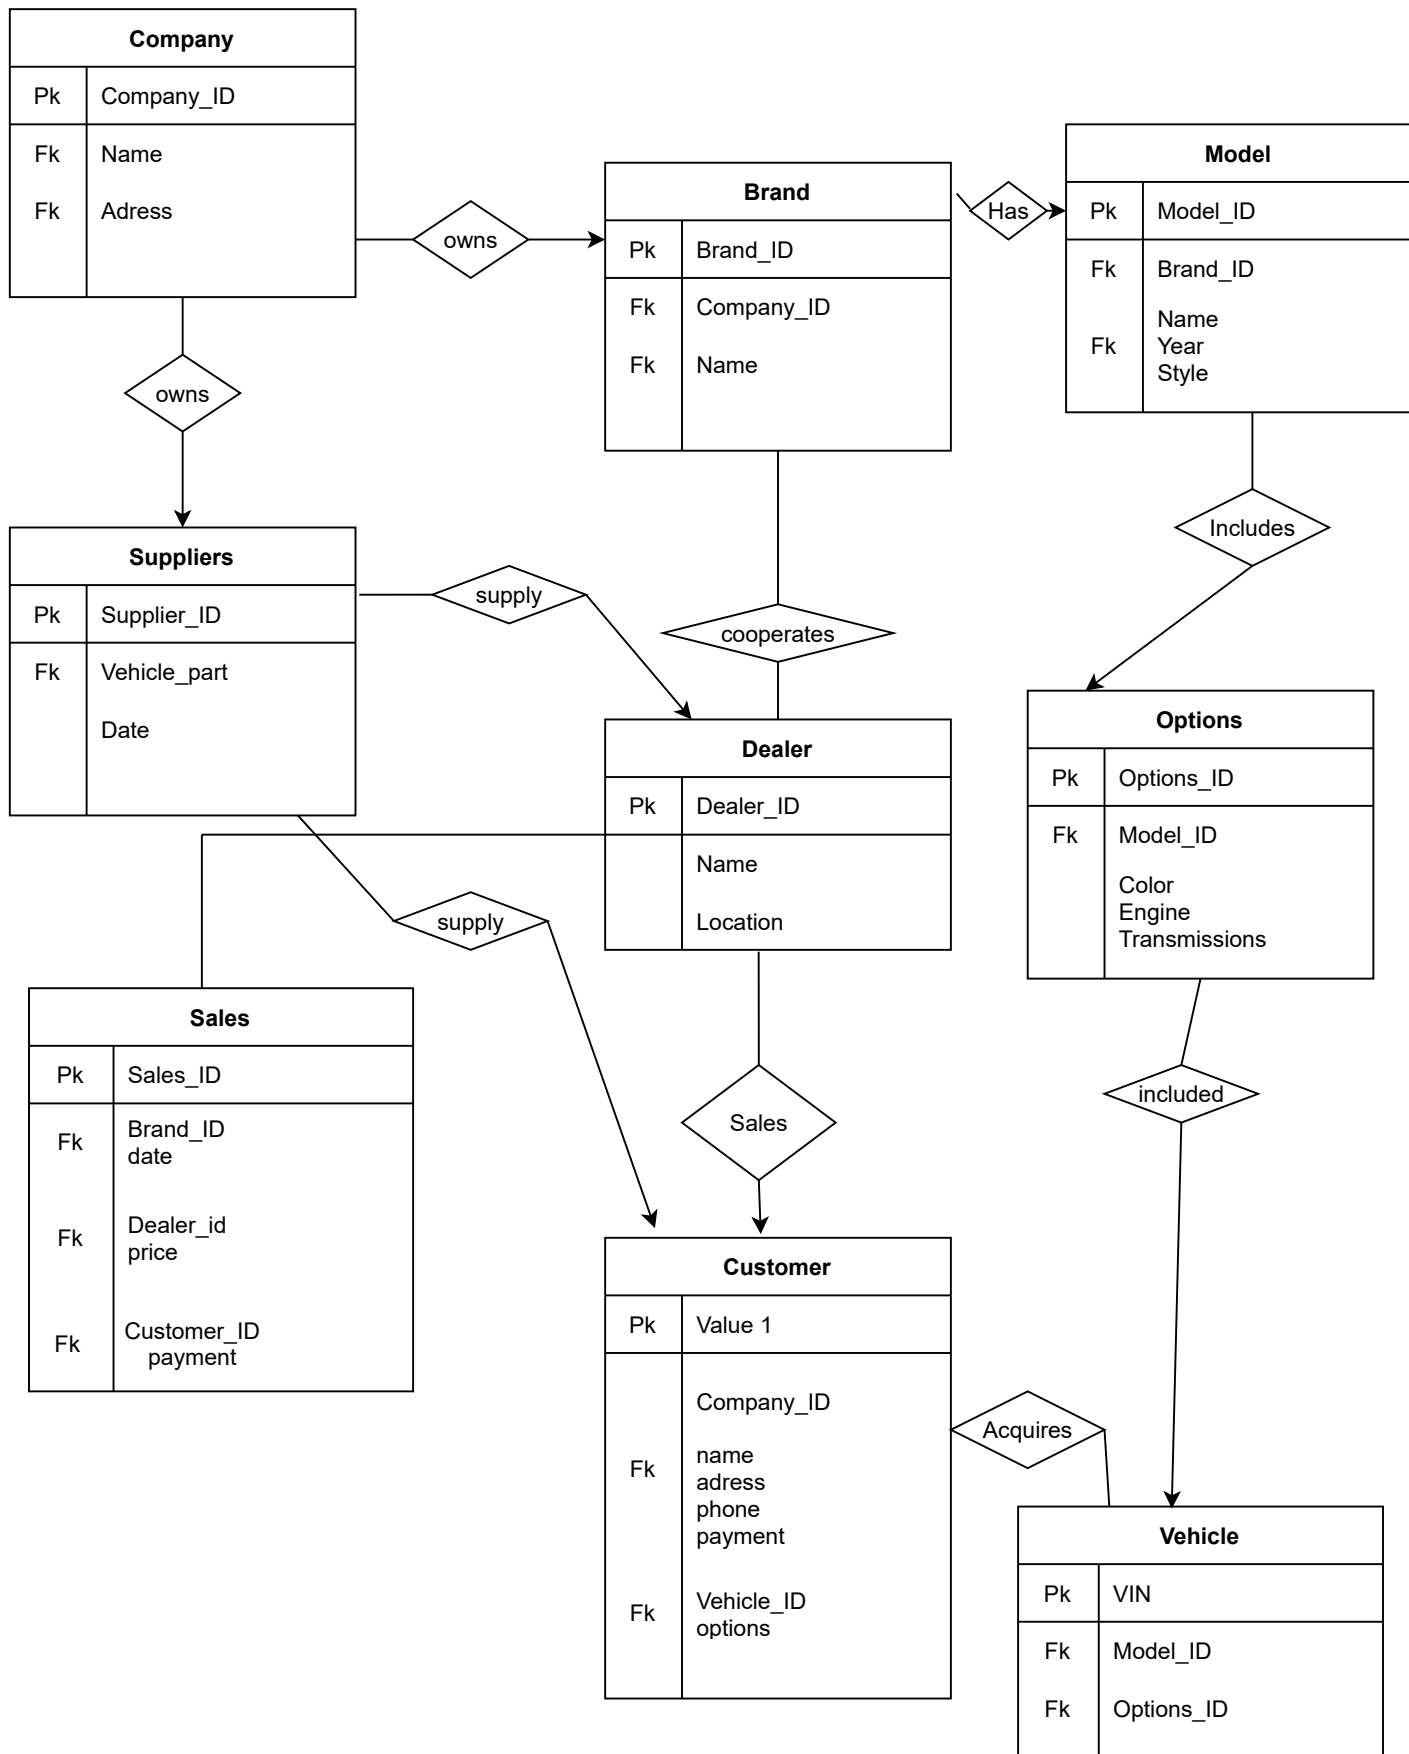 Company
Pk Company_ID
Fk Name
Fk Adress
owns
Brand
Pk Brand_ID
Fk Company_ID
Fk Name
Has
Model
Pk Model_ID
Fk Brand_ID
Name
Fk Year
Style
owns
Includes
Suppliers
Pk Supplier_ID
Fk Vehicle_part
Date
supply
cooperates
Dealer
Pk Dealer_ID
Name
Location
Options
Pk Options_ID
Fk Model_ID
Color
Engine
Transmissions
supply
Sales
Pk Sales_ID
Fk Brand_ID
date
Fk Dealer_id
price
Fk Customer_ID
payment
Sales
included
Customer
Pk Value 1
Company_ID
name
Fk adress
phone
payment
Fk Vehicle_ID
options
Acquires
Vehicle
Pk VIN
Fk Model_ID
Fk Options_ID